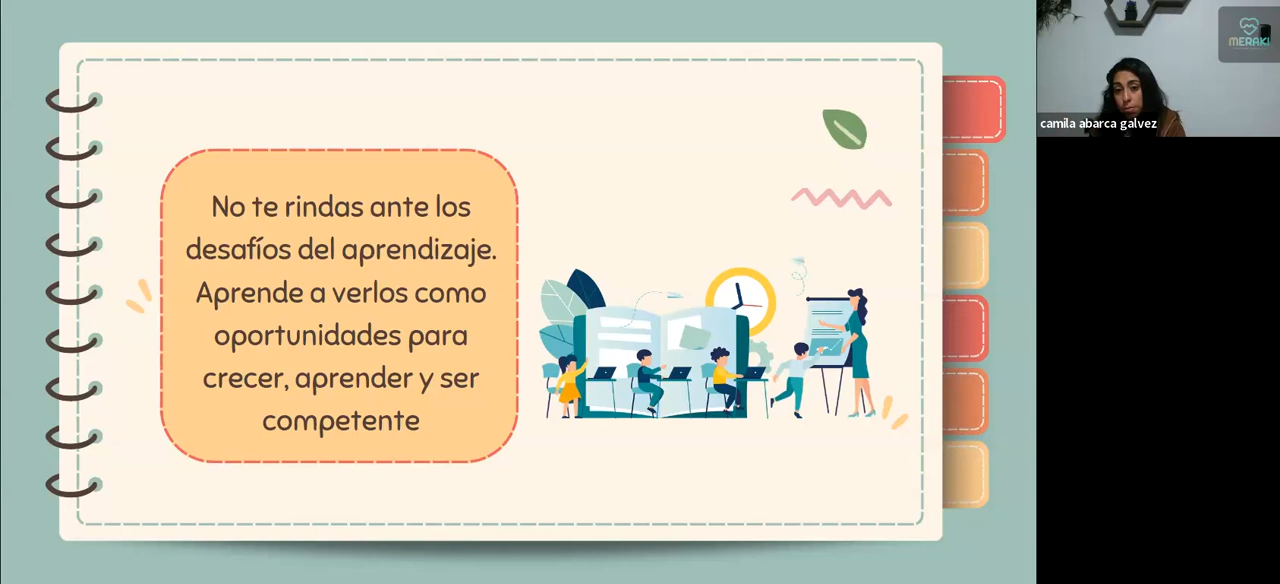 No te rindas ante los
desafíos del aprendizaje.
Aprende a verlos como
oportunidades para
crecer, aprender y ser
competente
MERAKI
camila abarca galvez